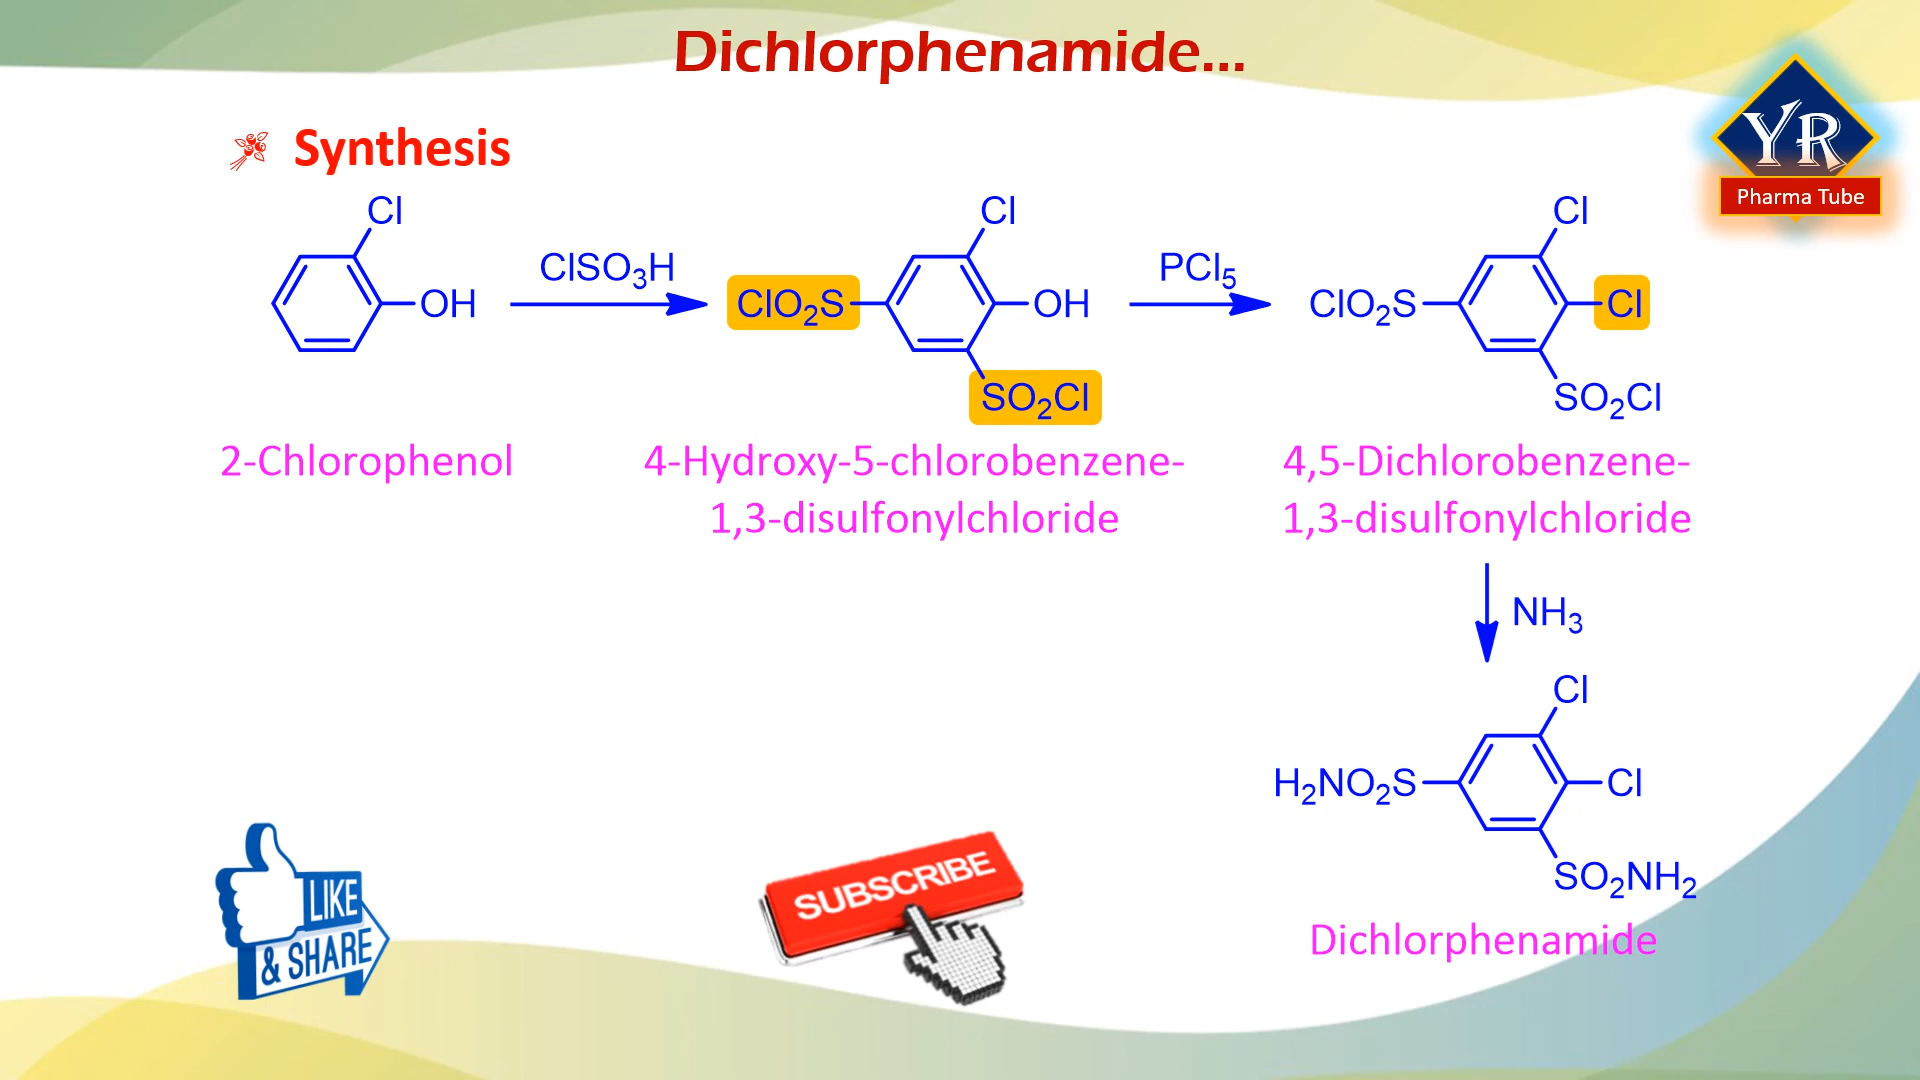 Dichlorphenamide...
YR
Pharma Tube
Synthesis
Cl
OH
ClSO₃H
Cl
ClO₂S
OH
SO₂Cl
PCl₅
Cl
ClO₂S
Cl
SO₂Cl
2-Chlorophenol
4-Hydroxy-5-chlorobenzene-
1,3-disulfonylchloride
4,5-Dichlorobenzene-
1,3-disulfonylchloride
NH₃
Cl
H₂NO₂S
Cl
SO₂NH₂
Dichlorphenamide
LIKE
& SHARE
SUBSCRIBE